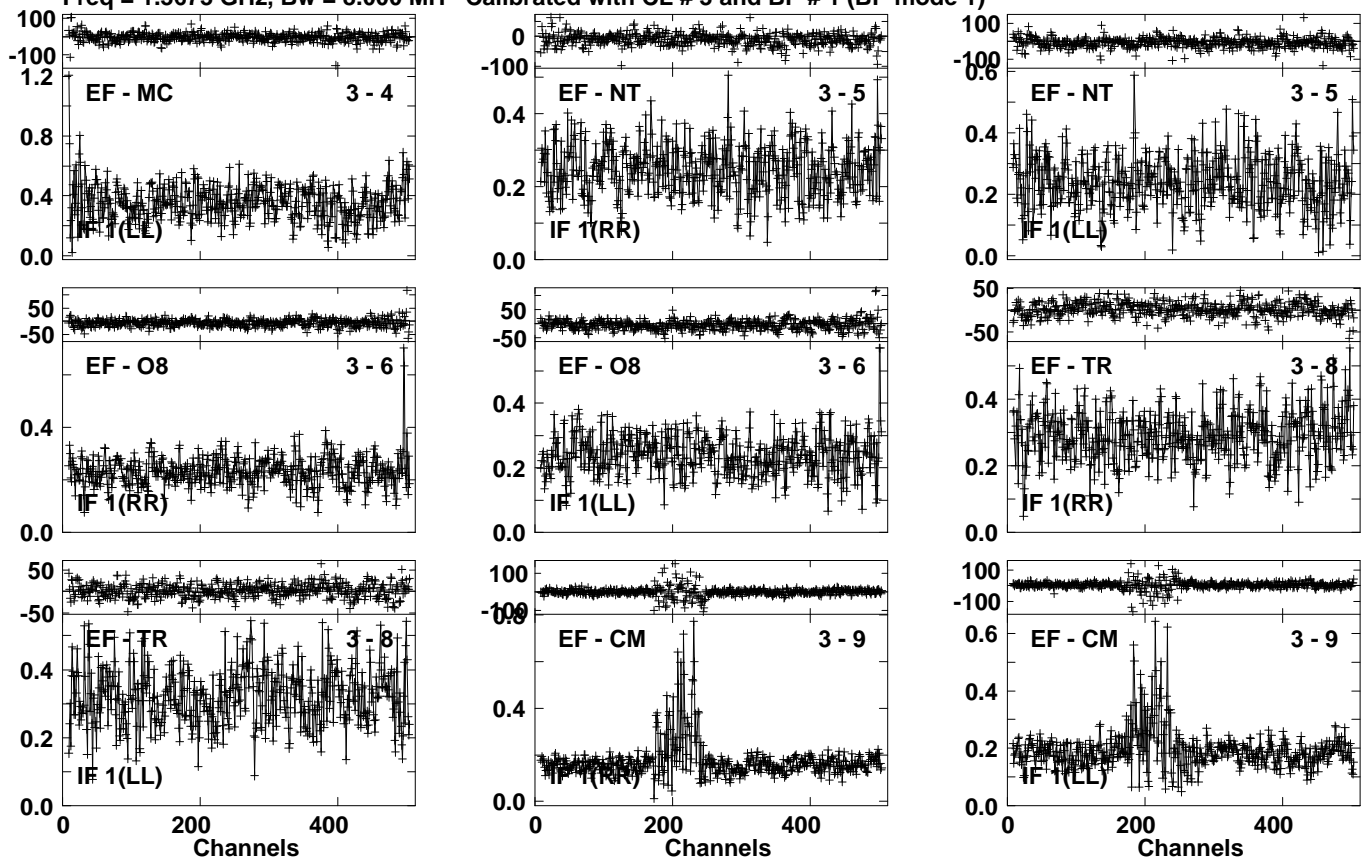 Freq = 1.3675 GHz, Bw = 8.000 MH Calibrated with CL # 3 and BP # 1 (BP mode 1)
100
-100
1.2
0.8
0.4
0.0
EF - MC 3 - 4
IF 1(LL)
0
-100
0.4
0.2
0.0
EF - NT 3 - 5
IF 1(RR)
100
-100
0.6
0.4
0.2
0.0
EF - NT 3 - 5
IF 1(LL)
50
-50
0.4
0.0
EF - O8 3 - 6
IF 1(RR)
50
-50
0.4
0.2
0.0
EF - O8 3 - 6
IF 1(LL)
50
-50
0.4
0.2
0.0
EF - TR 3 - 8
IF 1(RR)
50
-50
0.4
0.2
0.0
EF - TR 3 - 8
IF 1(LL)
0 200 400
Channels
100
-100
0.8
0.4
0.0
EF - CM 3 - 9
IF 1(RR)
0 200 400
Channels
100
-100
0.6
0.4
0.2
0.0
EF - CM 3 - 9
IF 1(LL)
0 200 400
Channels